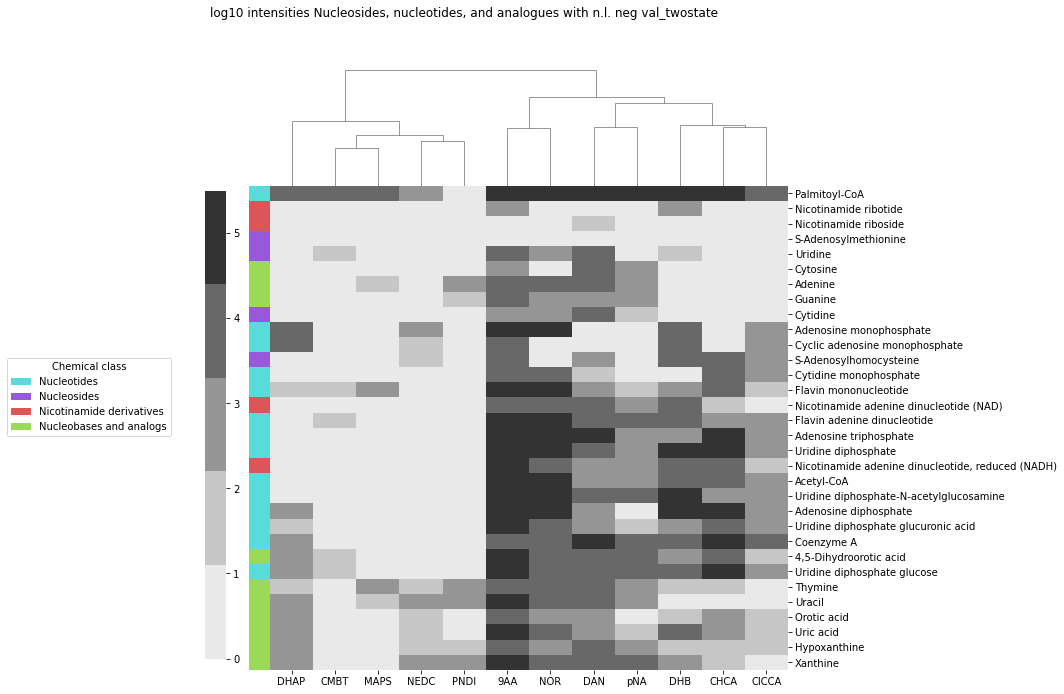 log10 intensities Nucleosides, nucleotides, and analogues with n.l. neg val_twostate
Chemical class
Nucleotides
Nucleosides
Nicotinamide derivatives
Nucleobases and analogs
5
4
3
2
1
0
Palmitoyl-CoA
Nicotinamide ribotide
Nicotinamide riboside
S-Adenosylmethionine
Uridine
Cytosine
Adenine
Guanine
Cytidine
Adenosine monophosphate
Cyclic adenosine monophosphate
S-Adenosylhomocysteine
Cytidine monophosphate
Flavin mononucleotide
Nicotinamide adenine dinucleotide (NAD)
Flavin adenine dinucleotide
Adenosine triphosphate
Uridine diphosphate
Nicotinamide adenine dinucleotide, reduced (NADH)
Acetyl-CoA
Uridine diphosphate-N-acetylglucosamine
Adenosine diphosphate
Uridine diphosphate glucuronic acid
Coenzyme A
4,5-Dihydroorotic acid
Uridine diphosphate glucose
Thymine
Uracil
Orotic acid
Uric acid
Hypoxanthine
Xanthine
DHAP CMBT MAPS NEDC PNDI 9AA NOR DAN pNA DHB CHCA ClCCA